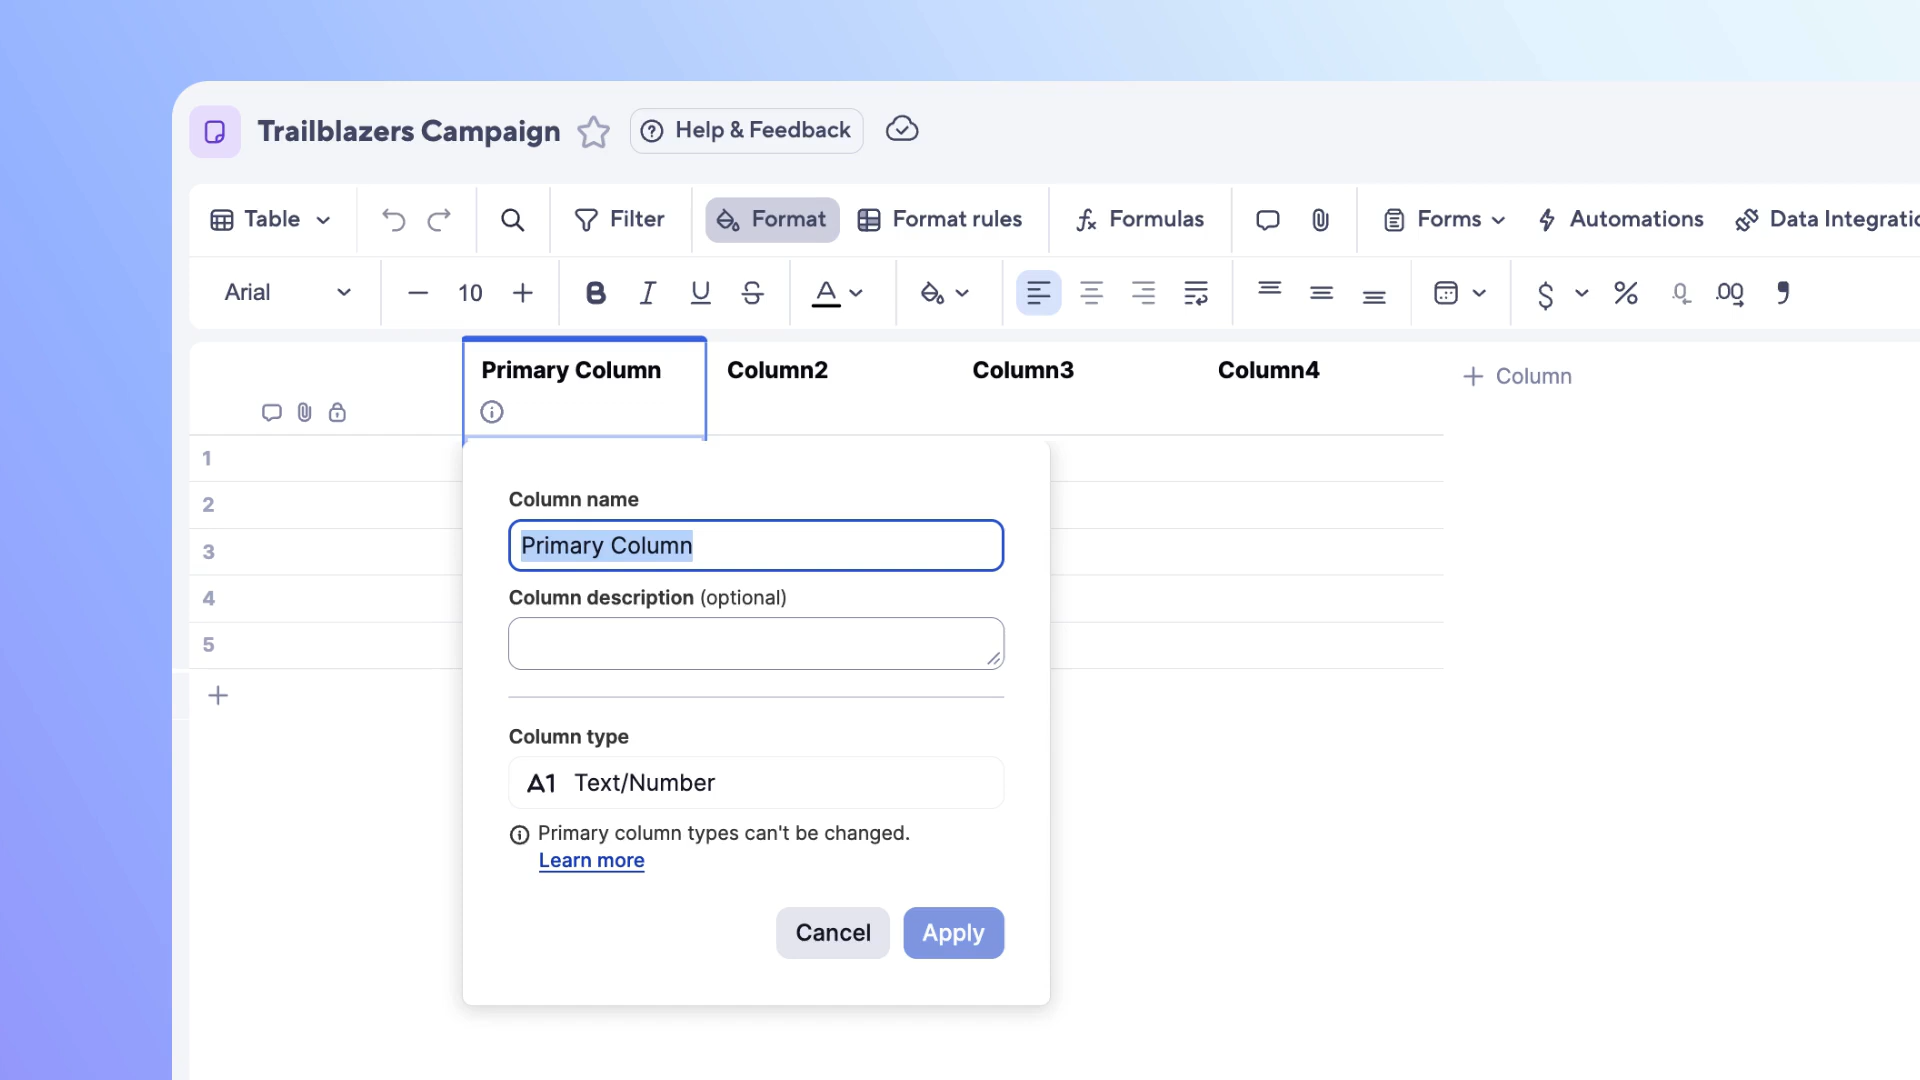 Trailblazers Campaign Help & Feedback
Table Filter Format Format rules Formulas Forms Automations Data Integratio
Arial 10 B I U S A $ % .0 .00 ,
Primary Column Column2 Column3 Column4 + Column
1
2
3
4
5
+
Column name
Primary Column
Column description (optional)
Column type
A1 Text/Number
Primary column types can't be changed.
Learn more
Cancel Apply